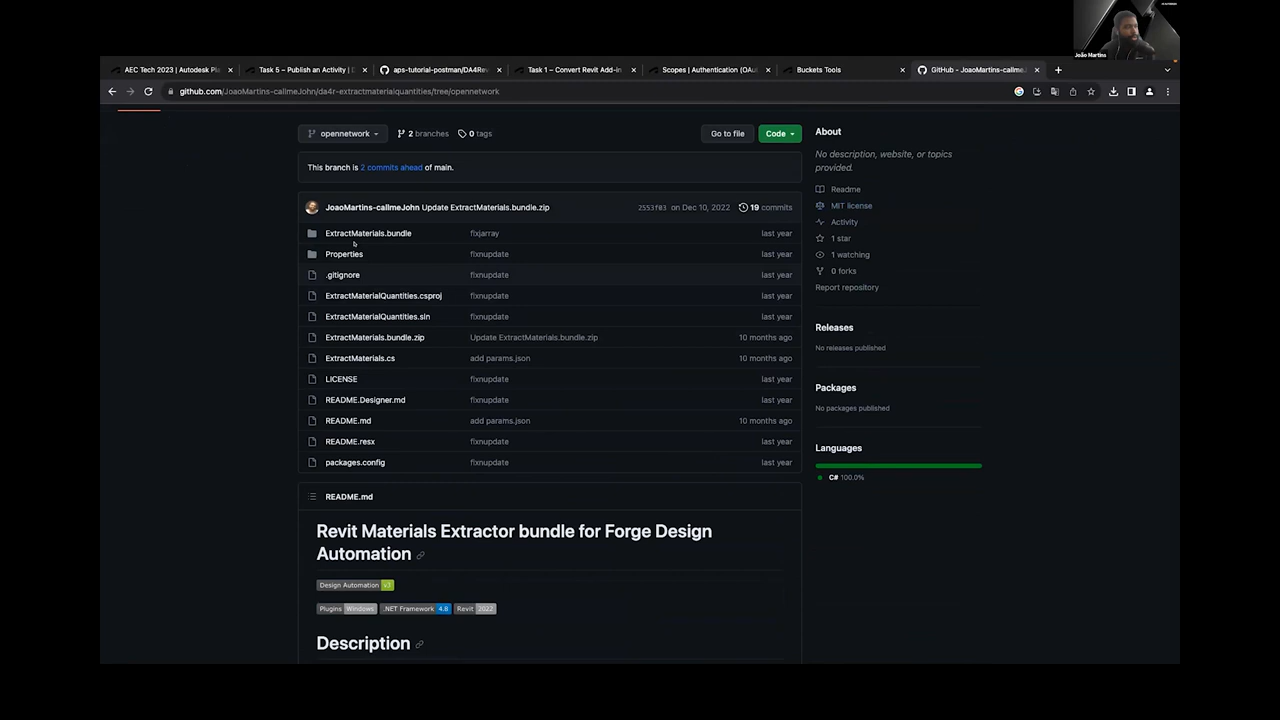 João Martins
AEC Tech 2023 | Autodesk Pl
Task 5 – Publish an Activity | D
aps-tutorial-postman/DA4Rev
Task 1 – Convert Revit Add-in
Scopes | Authentication (OAu
Buckets Tools
GitHub - JoaoMartins-callmeJ
github.com/JoaoMartins-callmeJohn/da4r-extractmaterialquantities/tree/opennetwork
opennetwork
2 branches
0 tags
Go to file
Code
This branch is 2 commits ahead of main.
JoaoMartins-callmeJohn Update ExtractMaterials.bundle.zip 2553f03 on Dec 10, 2022 19 commits
ExtractMaterials.bundle fixjarray last year
Properties fixnupdate last year
.gitignore fixnupdate last year
ExtractMaterialQuantities.csproj fixnupdate last year
ExtractMaterialQuantities.sln fixnupdate last year
ExtractMaterials.bundle.zip Update ExtractMaterials.bundle.zip 10 months ago
ExtractMaterials.cs add params.json 10 months ago
LICENSE fixnupdate last year
README.Designer.md fixnupdate last year
README.md add params.json 10 months ago
README.resx fixnupdate last year
packages.config fixnupdate last year
README.md
Revit Materials Extractor bundle for Forge Design
Automation
Design Automation v3
Plugins Windows .NET Framework 4.8 Revit 2022
Description
About
No description, website, or topics
provided.
Readme
MIT license
Activity
1 star
1 watching
0 forks
Report repository
Releases
No releases published
Packages
No packages published
Languages
C# 100.0%